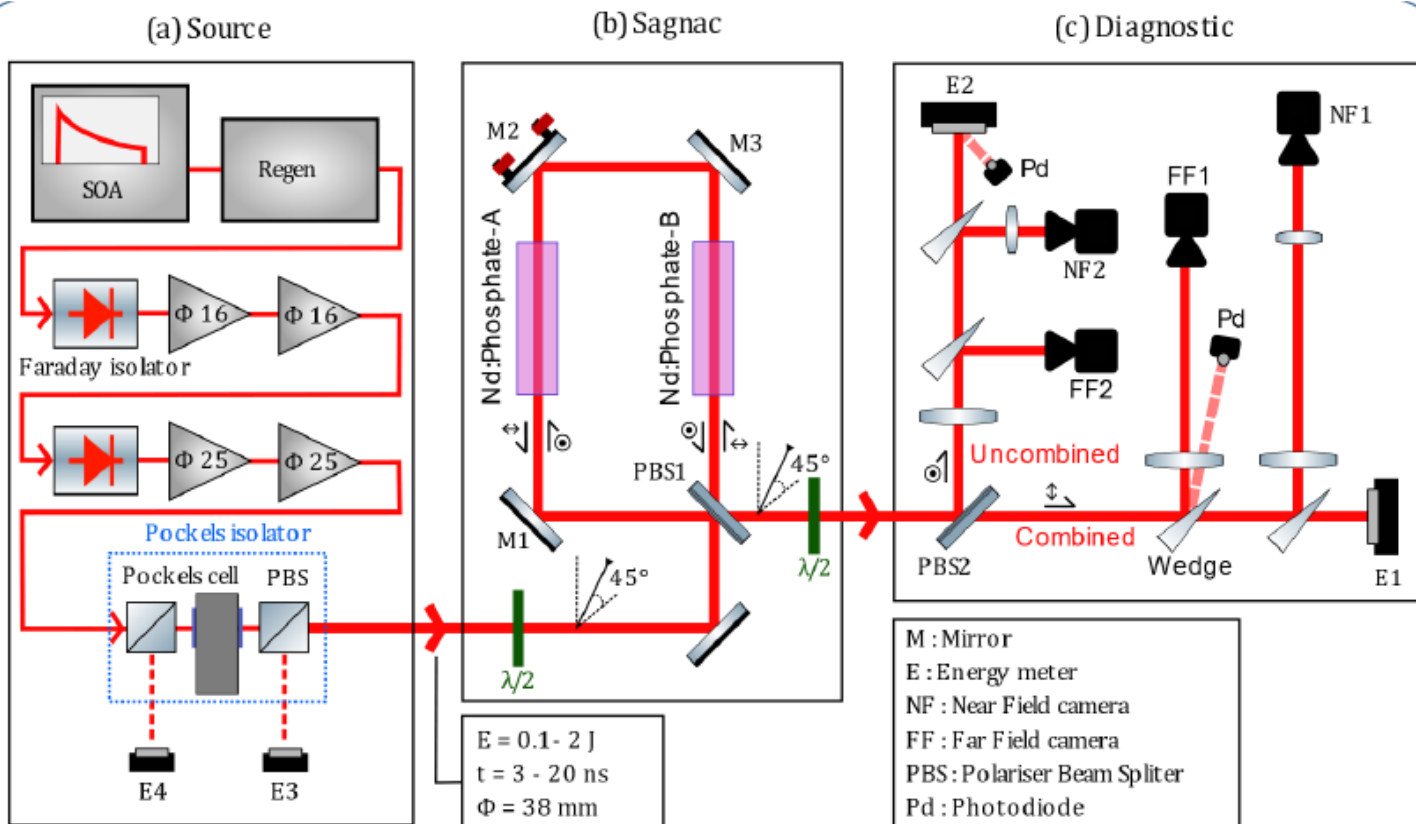 (a) Source
SOA
Regen
Faraday isolator
Φ 16
Φ 16
Φ 25
Φ 25
Pockels isolator
Pockels cell
PBS
E4
E3
(b) Sagnac
M2
M3
Nd:Phosphate-A
Nd:Phosphate-B
PBS1
45°
M1
λ/2
45°
λ/2
E = 0.1- 2 J
t = 3 - 20 ns
Φ = 38 mm
(c) Diagnostic
E2
Pd
NF1
FF1
NF2
Pd
FF2
Uncombined
Combined
PBS2
Wedge
E1
M : Mirror
E : Energy meter
NF : Near Field camera
FF : Far Field camera
PBS : Polariser Beam Spliter
Pd : Photodiode